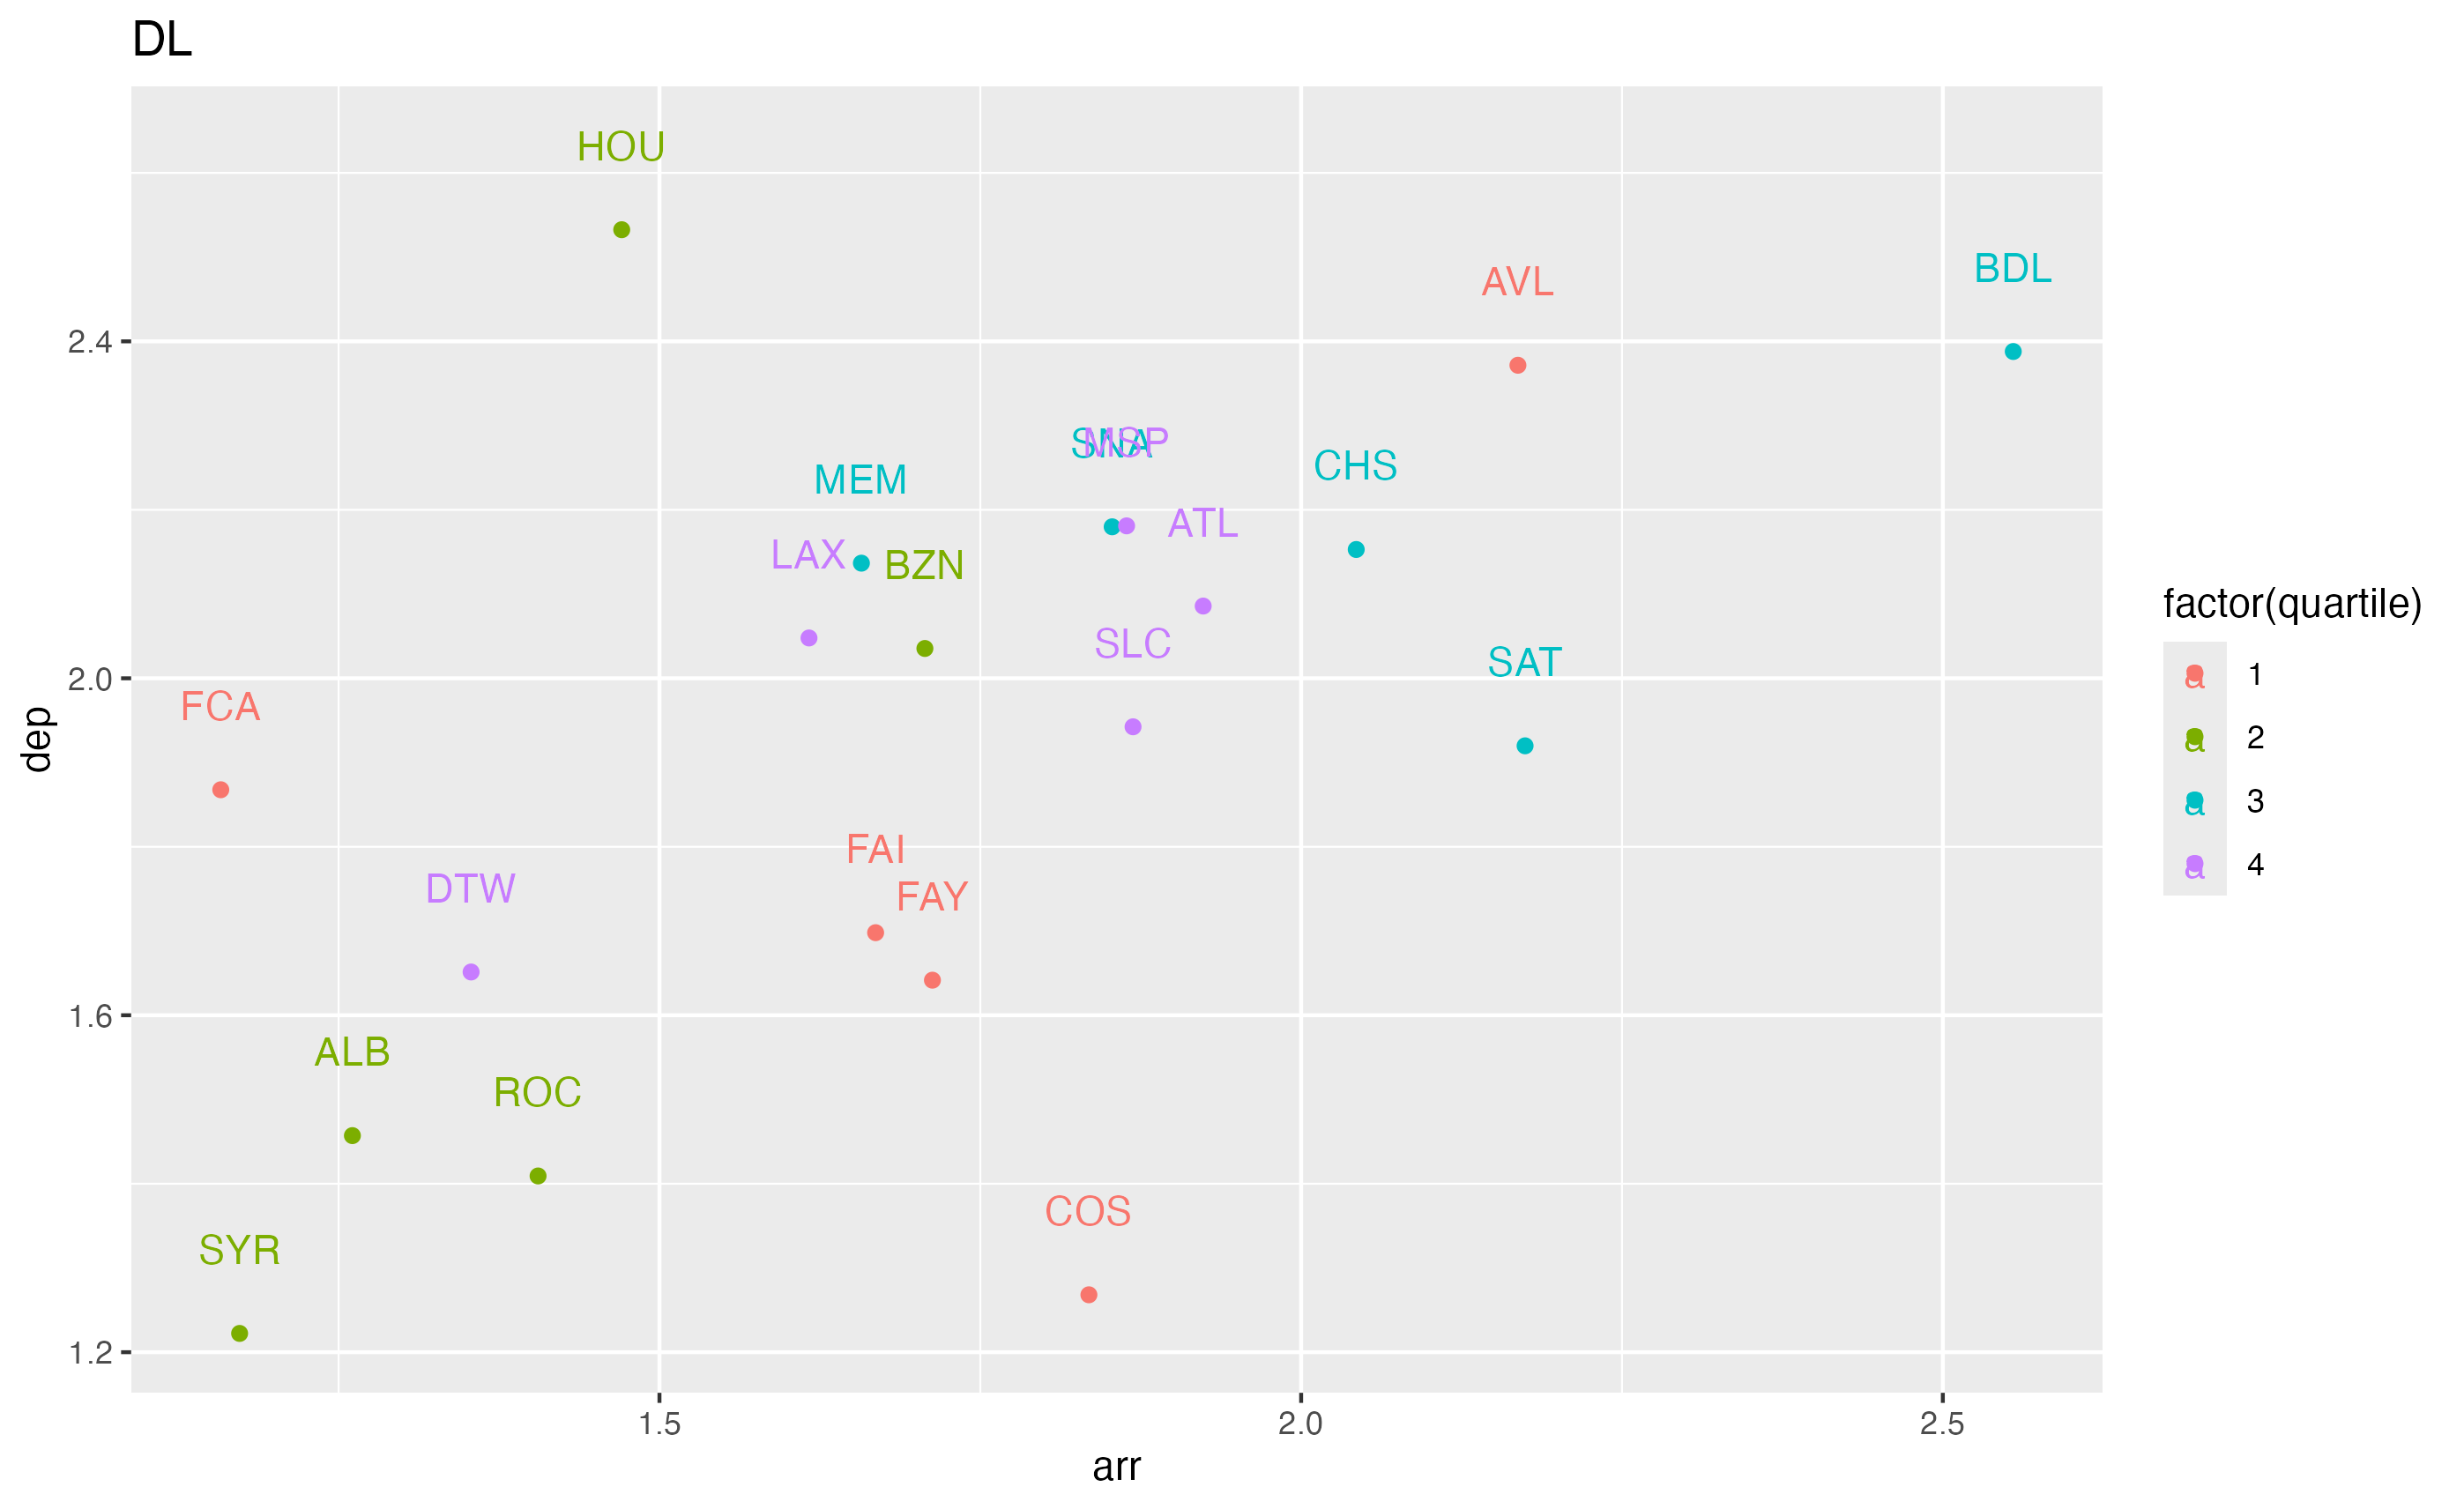 DL
HOU
AVL
BDL
SNA
MSP
MEM
CHS
ATL
LAX
BZN
SLC
SAT
FCA
FAI
FAY
DTW
ALB
ROC
COS
SYR
2.4
2.0
1.6
1.2
dep
1.5
2.0
2.5
arr
factor(quartile)
a 1
a 2
a 3
a 4